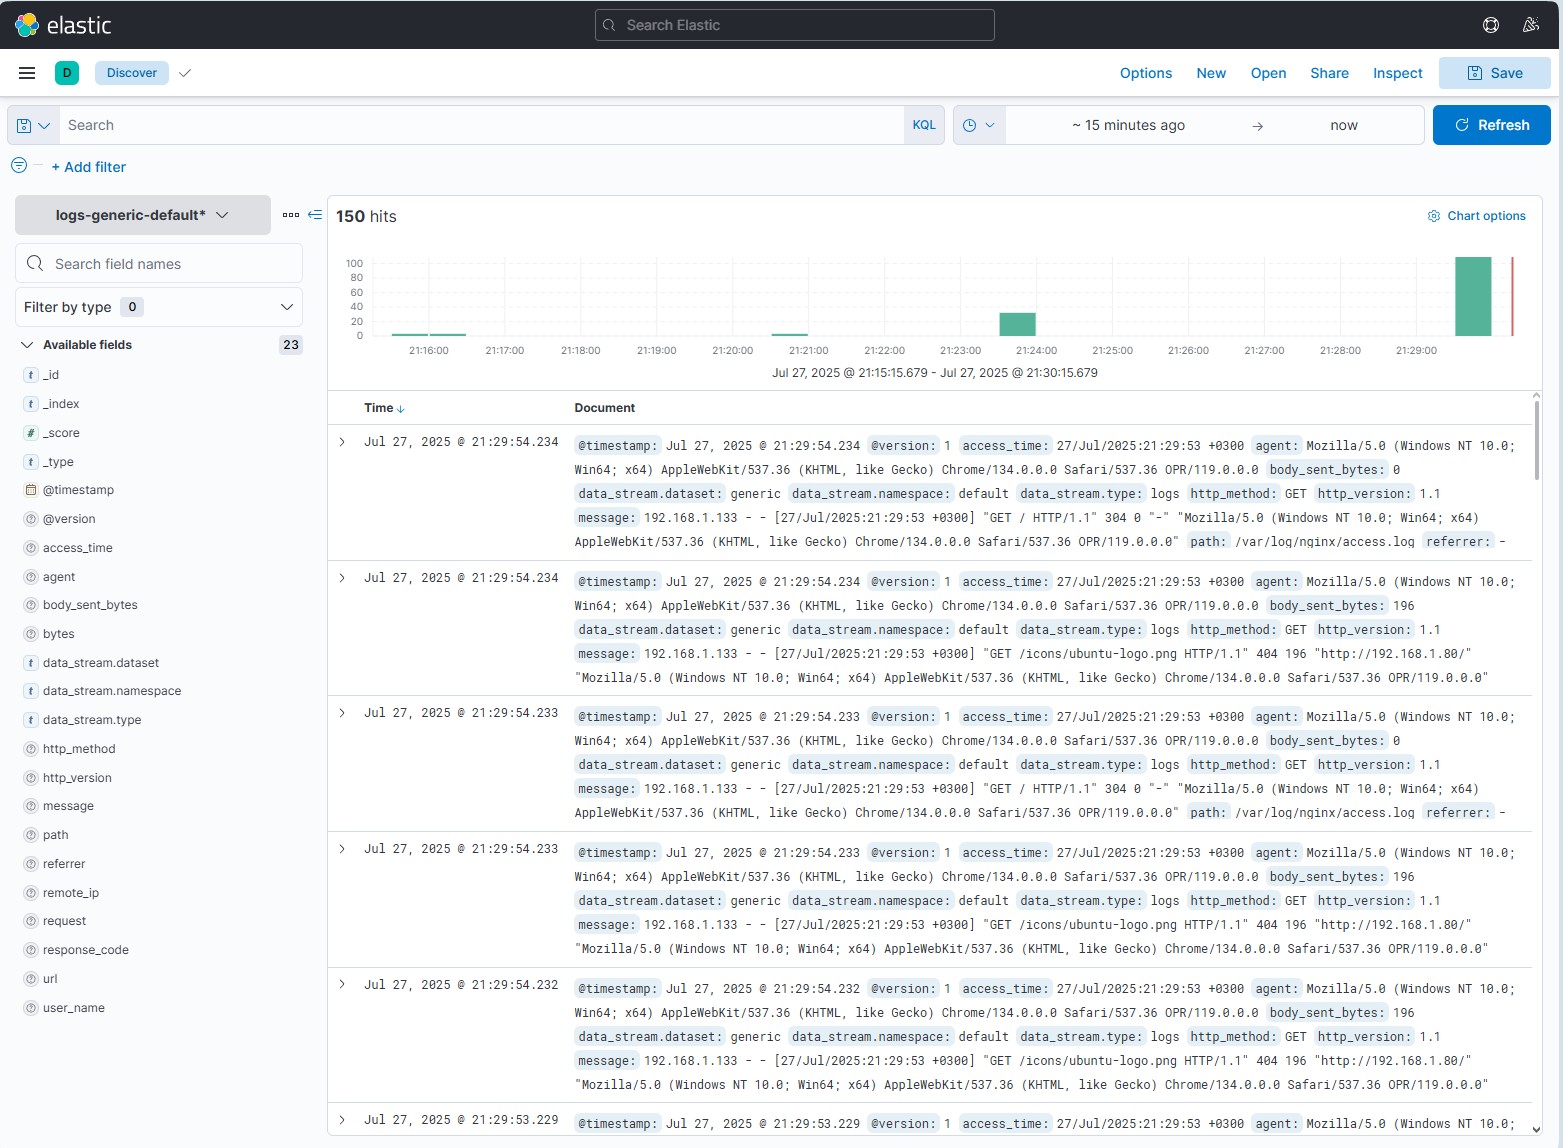 elastic
Search Elastic
D Discover
Options New Open Share Inspect Save
Search KQL ~ 15 minutes ago → now Refresh
+ Add filter
logs-generic-default*
Search field names
Filter by type 0
Available fields 23
t _id
t _index
# _score
t _type
@timestamp
@version
access_time
agent
body_sent_bytes
bytes
t data_stream.dataset
t data_stream.namespace
t data_stream.type
http_method
http_version
message
path
referrer
remote_ip
request
response_code
url
user_name
150 hits
Chart options
100
80
60
40
20
0
21:16:00 21:17:00 21:18:00 21:19:00 21:20:00 21:21:00 21:22:00 21:23:00 21:24:00 21:25:00 21:26:00 21:27:00 21:28:00 21:29:00
Jul 27, 2025 @ 21:15:15.679 - Jul 27, 2025 @ 21:30:15.679
Time ↓ Document
Jul 27, 2025 @ 21:29:54.234
@timestamp: Jul 27, 2025 @ 21:29:54.234 @version: 1 access_time: 27/Jul/2025:21:29:53 +0300 agent: Mozilla/5.0 (Windows NT 10.0;
Win64; x64) AppleWebKit/537.36 (KHTML, like Gecko) Chrome/134.0.0.0 Safari/537.36 OPR/119.0.0.0 body_sent_bytes: 0
data_stream.dataset: generic data_stream.namespace: default data_stream.type: logs http_method: GET http_version: 1.1
message: 192.168.1.133 - - [27/Jul/2025:21:29:53 +0300] "GET / HTTP/1.1" 304 0 "-" "Mozilla/5.0 (Windows NT 10.0; Win64; x64)
AppleWebKit/537.36 (KHTML, like Gecko) Chrome/134.0.0.0 Safari/537.36 OPR/119.0.0.0" path: /var/log/nginx/access.log referrer: -
Jul 27, 2025 @ 21:29:54.234
@timestamp: Jul 27, 2025 @ 21:29:54.234 @version: 1 access_time: 27/Jul/2025:21:29:53 +0300 agent: Mozilla/5.0 (Windows NT 10.0;
Win64; x64) AppleWebKit/537.36 (KHTML, like Gecko) Chrome/134.0.0.0 Safari/537.36 OPR/119.0.0.0 body_sent_bytes: 196
data_stream.dataset: generic data_stream.namespace: default data_stream.type: logs http_method: GET http_version: 1.1
message: 192.168.1.133 - - [27/Jul/2025:21:29:53 +0300] "GET /icons/ubuntu-logo.png HTTP/1.1" 404 196 "http://192.168.1.80/"
"Mozilla/5.0 (Windows NT 10.0; Win64; x64) AppleWebKit/537.36 (KHTML, like Gecko) Chrome/134.0.0.0 Safari/537.36 OPR/119.0.0.0"
Jul 27, 2025 @ 21:29:54.233
@timestamp: Jul 27, 2025 @ 21:29:54.233 @version: 1 access_time: 27/Jul/2025:21:29:53 +0300 agent: Mozilla/5.0 (Windows NT 10.0;
Win64; x64) AppleWebKit/537.36 (KHTML, like Gecko) Chrome/134.0.0.0 Safari/537.36 OPR/119.0.0.0 body_sent_bytes: 0
data_stream.dataset: generic data_stream.namespace: default data_stream.type: logs http_method: GET http_version: 1.1
message: 192.168.1.133 - - [27/Jul/2025:21:29:53 +0300] "GET / HTTP/1.1" 304 0 "-" "Mozilla/5.0 (Windows NT 10.0; Win64; x64)
AppleWebKit/537.36 (KHTML, like Gecko) Chrome/134.0.0.0 Safari/537.36 OPR/119.0.0.0" path: /var/log/nginx/access.log referrer: -
Jul 27, 2025 @ 21:29:54.233
@timestamp: Jul 27, 2025 @ 21:29:54.233 @version: 1 access_time: 27/Jul/2025:21:29:53 +0300 agent: Mozilla/5.0 (Windows NT 10.0;
Win64; x64) AppleWebKit/537.36 (KHTML, like Gecko) Chrome/134.0.0.0 Safari/537.36 OPR/119.0.0.0 body_sent_bytes: 196
data_stream.dataset: generic data_stream.namespace: default data_stream.type: logs http_method: GET http_version: 1.1
message: 192.168.1.133 - - [27/Jul/2025:21:29:53 +0300] "GET /icons/ubuntu-logo.png HTTP/1.1" 404 196 "http://192.168.1.80/"
"Mozilla/5.0 (Windows NT 10.0; Win64; x64) AppleWebKit/537.36 (KHTML, like Gecko) Chrome/134.0.0.0 Safari/537.36 OPR/119.0.0.0"
Jul 27, 2025 @ 21:29:54.232
@timestamp: Jul 27, 2025 @ 21:29:54.232 @version: 1 access_time: 27/Jul/2025:21:29:53 +0300 agent: Mozilla/5.0 (Windows NT 10.0;
Win64; x64) AppleWebKit/537.36 (KHTML, like Gecko) Chrome/134.0.0.0 Safari/537.36 OPR/119.0.0.0 body_sent_bytes: 196
data_stream.dataset: generic data_stream.namespace: default data_stream.type: logs http_method: GET http_version: 1.1
message: 192.168.1.133 - - [27/Jul/2025:21:29:53 +0300] "GET /icons/ubuntu-logo.png HTTP/1.1" 404 196 "http://192.168.1.80/"
"Mozilla/5.0 (Windows NT 10.0; Win64; x64) AppleWebKit/537.36 (KHTML, like Gecko) Chrome/134.0.0.0 Safari/537.36 OPR/119.0.0.0"
Jul 27, 2025 @ 21:29:53.229
@timestamp: Jul 27, 2025 @ 21:29:53.229 @version: 1 access_time: 27/Jul/2025:21:29:53 +0300 agent: Mozilla/5.0 (Windows NT 10.0;